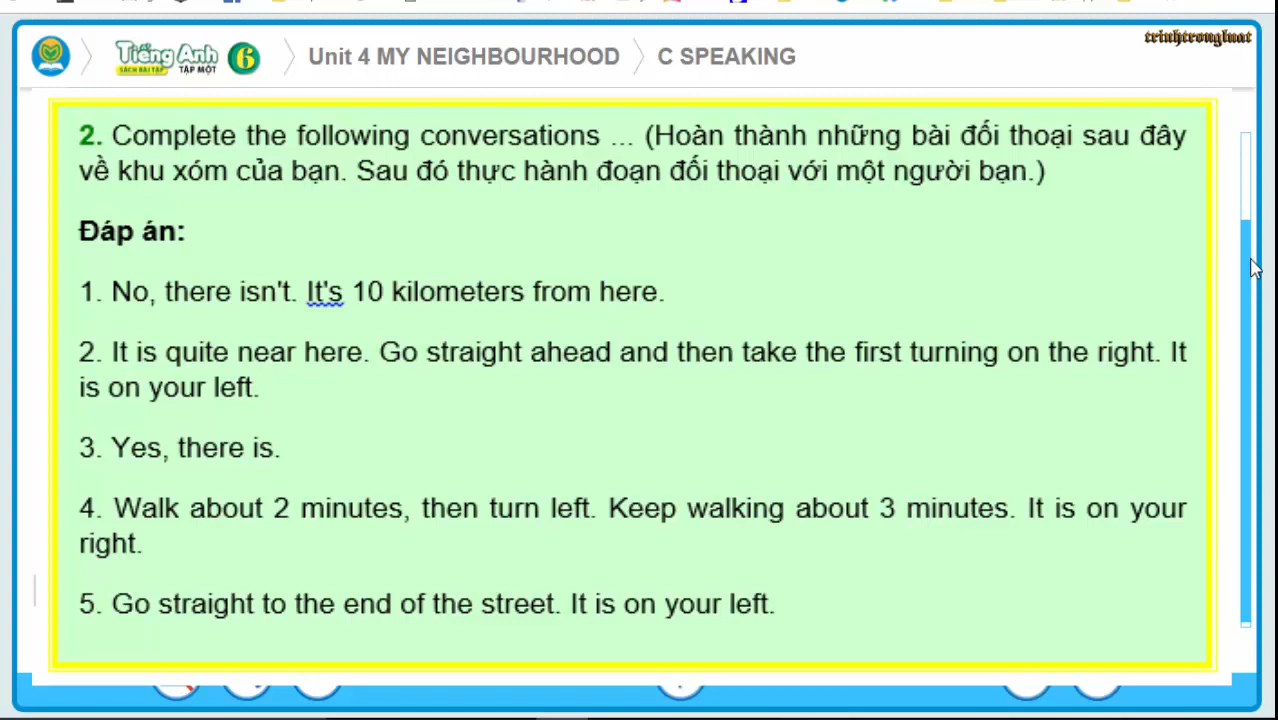 trinhtrongluat
Tiếng Anh 6
SÁCH BÀI TẬP TẬP MỘT
Unit 4 MY NEIGHBOURHOOD
C SPEAKING
2. Complete the following conversations ... (Hoàn thành những bài đối thoại sau đây
về khu xóm của bạn. Sau đó thực hành đoạn đối thoại với một người bạn.)
Đáp án:
1. No, there isn't. It's 10 kilometers from here.
2. It is quite near here. Go straight ahead and then take the first turning on the right. It
is on your left.
3. Yes, there is.
4. Walk about 2 minutes, then turn left. Keep walking about 3 minutes. It is on your
right.
5. Go straight to the end of the street. It is on your left.